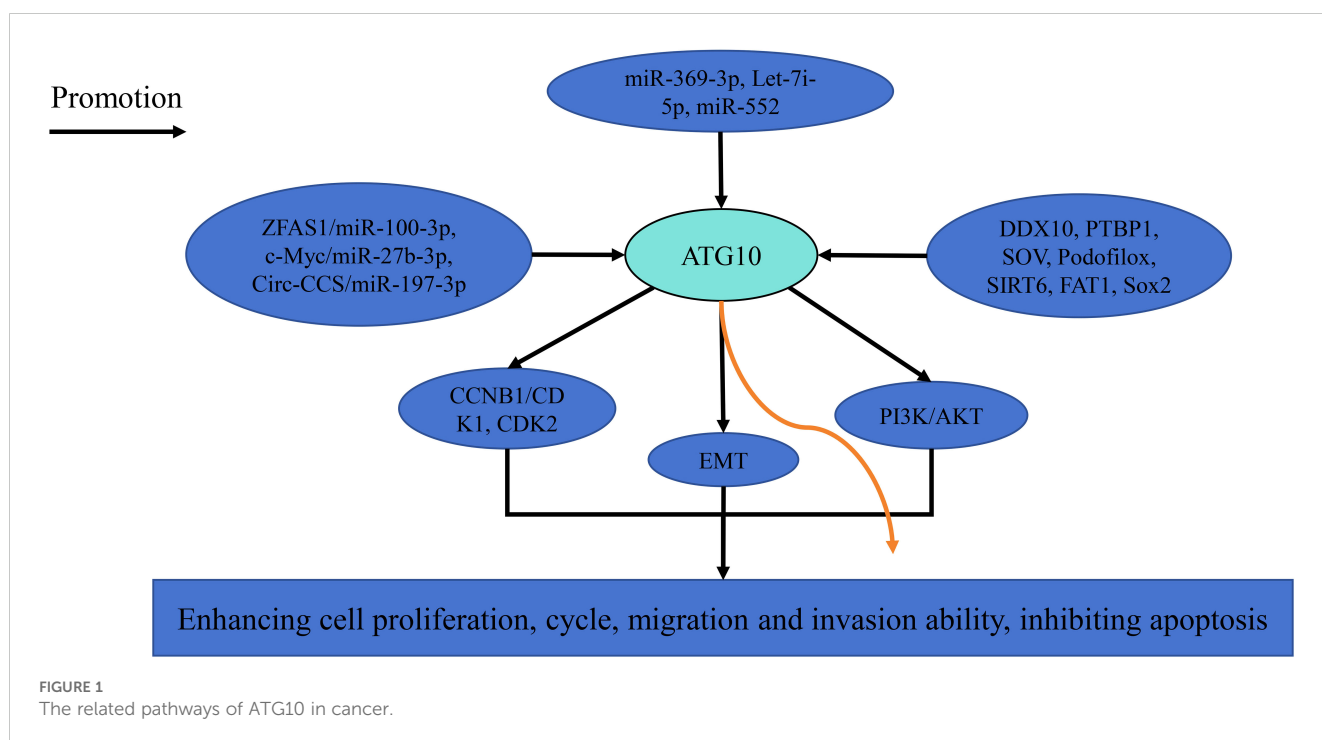 Promotion
miR-369-3p, Let-7i-
5p, miR-552
ZFAS1/miR-100-3p,
c-Myc/miR-27b-3p,
Circ-CCS/miR-197-3p
ATG10
DDX10, PTBP1,
SOV, Podofilox,
SIRT6, FAT1, Sox2
CCNB1/CD
K1, CDK2
EMT
PI3K/AKT
Enhancing cell proliferation, cycle, migration and invasion ability, inhibiting apoptosis
FIGURE 1
The related pathways of ATG10 in cancer.